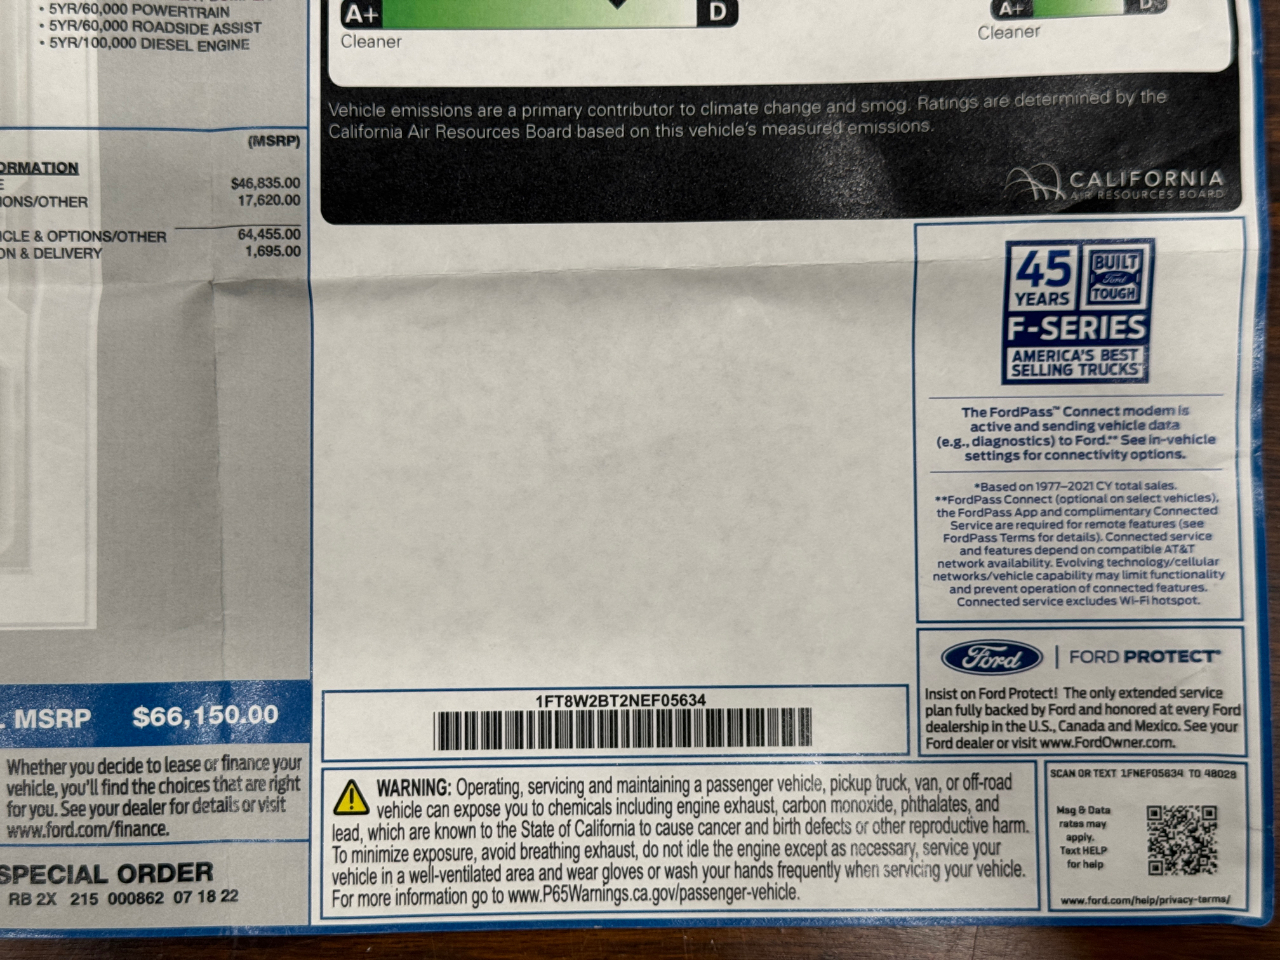 • 5YR/60,000 POWERTRAIN
• 5YR/60,000 ROADSIDE ASSIST
• 5YR/100,000 DIESEL ENGINE
(MSRP)
ORMATION
E $46,835.00
IONS/OTHER 17,620.00
ICLE & OPTIONS/OTHER 64,455.00
ON & DELIVERY 1,695.00
L MSRP $66,150.00
Whether you decide to lease or finance your
vehicle, you'll find the choices that are right
for you. See your dealer for details or visit
www.ford.com/finance.
SPECIAL ORDER
RB 2X 215 000862 07 18 22
A+ D
Cleaner
A+ D
Cleaner
Vehicle emissions are a primary contributor to climate change and smog. Ratings are determined by the
California Air Resources Board based on this vehicle's measured emissions.
CALIFORNIA
AIR RESOURCES BOARD
45
YEARS
BUILT
Ford
TOUGH
F-SERIES
AMERICA'S BEST
SELLING TRUCKS*
The FordPass™ Connect modem is
active and sending vehicle data
(e.g., diagnostics) to Ford.** See in-vehicle
settings for connectivity options.
*Based on 1977–2021 CY total sales.
**FordPass Connect (optional on select vehicles),
the FordPass App and complimentary Connected
Service are required for remote features (see
FordPass Terms for details). Connected service
and features depend on compatible AT&T
network availability. Evolving technology/cellular
networks/vehicle capability may limit functionality
and prevent operation of connected features.
Connected service excludes Wi-Fi hotspot.
Ford | FORD PROTECT®
Insist on Ford Protect! The only extended service
plan fully backed by Ford and honored at every Ford
dealership in the U.S., Canada and Mexico. See your
Ford dealer or visit www.FordOwner.com.
1FT8W2BT2NEF05634
WARNING: Operating, servicing and maintaining a passenger vehicle, pickup truck, van, or off-road
vehicle can expose you to chemicals including engine exhaust, carbon monoxide, phthalates, and
lead, which are known to the State of California to cause cancer and birth defects or other reproductive harm.
To minimize exposure, avoid breathing exhaust, do not idle the engine except as necessary, service your
vehicle in a well-ventilated area and wear gloves or wash your hands frequently when servicing your vehicle.
For more information go to www.P65Warnings.ca.gov/passenger-vehicle.
SCAN OR TEXT 1FNEF05634 TO 48028
Msg & Data
rates may
apply.
Text HELP
for help
www.ford.com/help/privacy-terms/